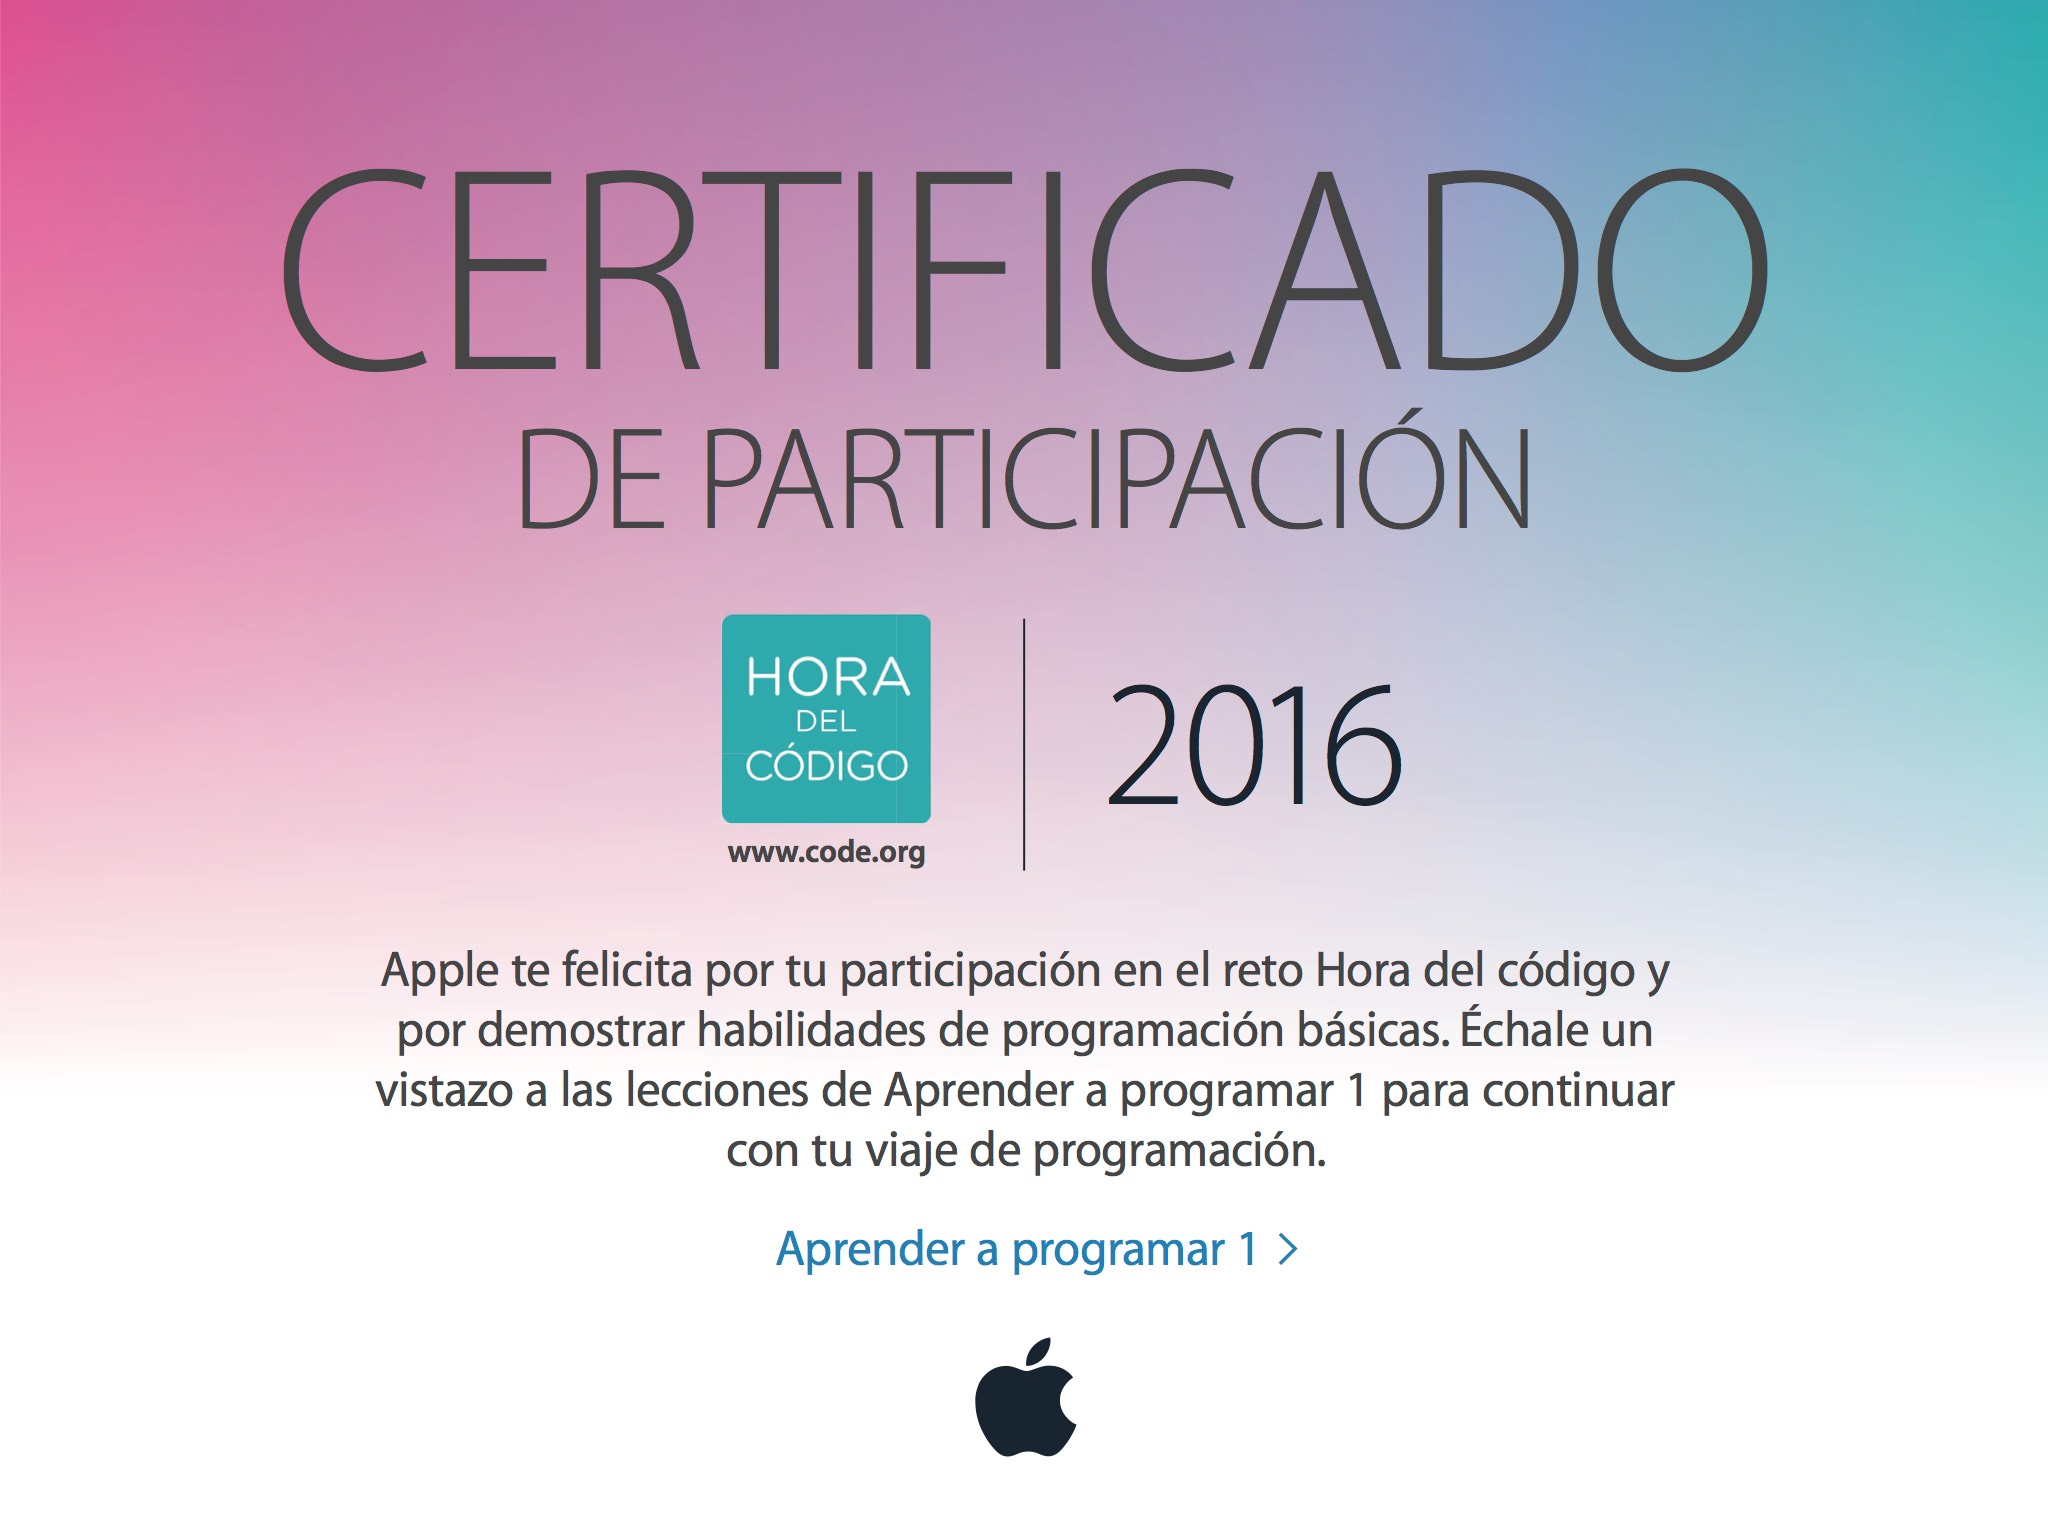 CERTIFICADO
DE PARTICIPACIÓN
HORA
DEL
CÓDIGO
www.code.org
2016
Apple te felicita por tu participación en el reto Hora del código y
por demostrar habilidades de programación básicas. Échale un
vistazo a las lecciones de Aprender a programar 1 para continuar
con tu viaje de programación.
Aprender a programar 1 >